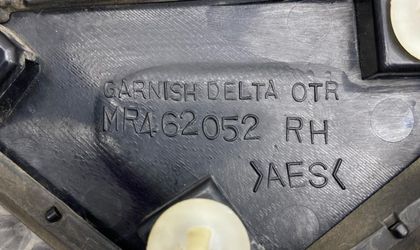 GARNISH DELTA OTR
MR462052 RH
>AES<